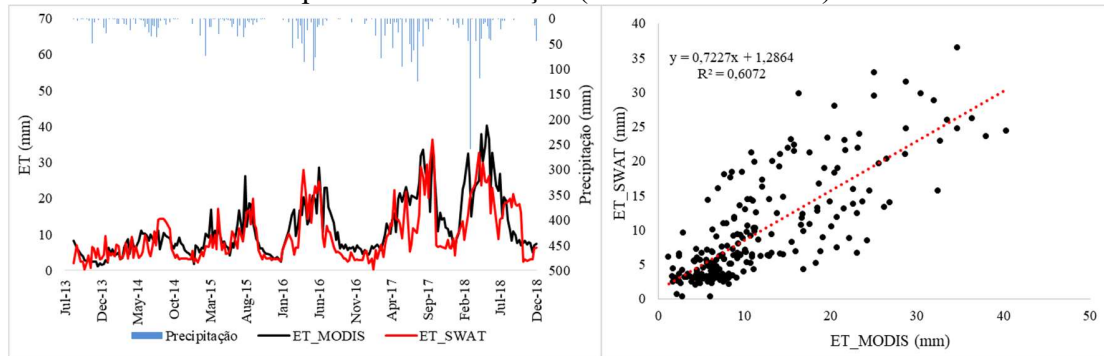 70
60
50
40
30
20
10
0
ET (mm)
0
50
100
150
200
250
300
350
400
450
500
Precipitação (mm)
Jul-13
Dec-13
May-14
Oct-14
Mar-15
Aug-15
Jan-16
Jun-16
Nov-16
Apr-17
Sep-17
Feb-18
Jul-18
Dec-18
Precipitação ET_MODIS ET_SWAT
40
35
30
25
20
15
10
5
0
ET_SWAT (mm)
y = 0,7227x + 1,2864
R² = 0,6072
0 10 20 30 40 50
ET_MODIS (mm)